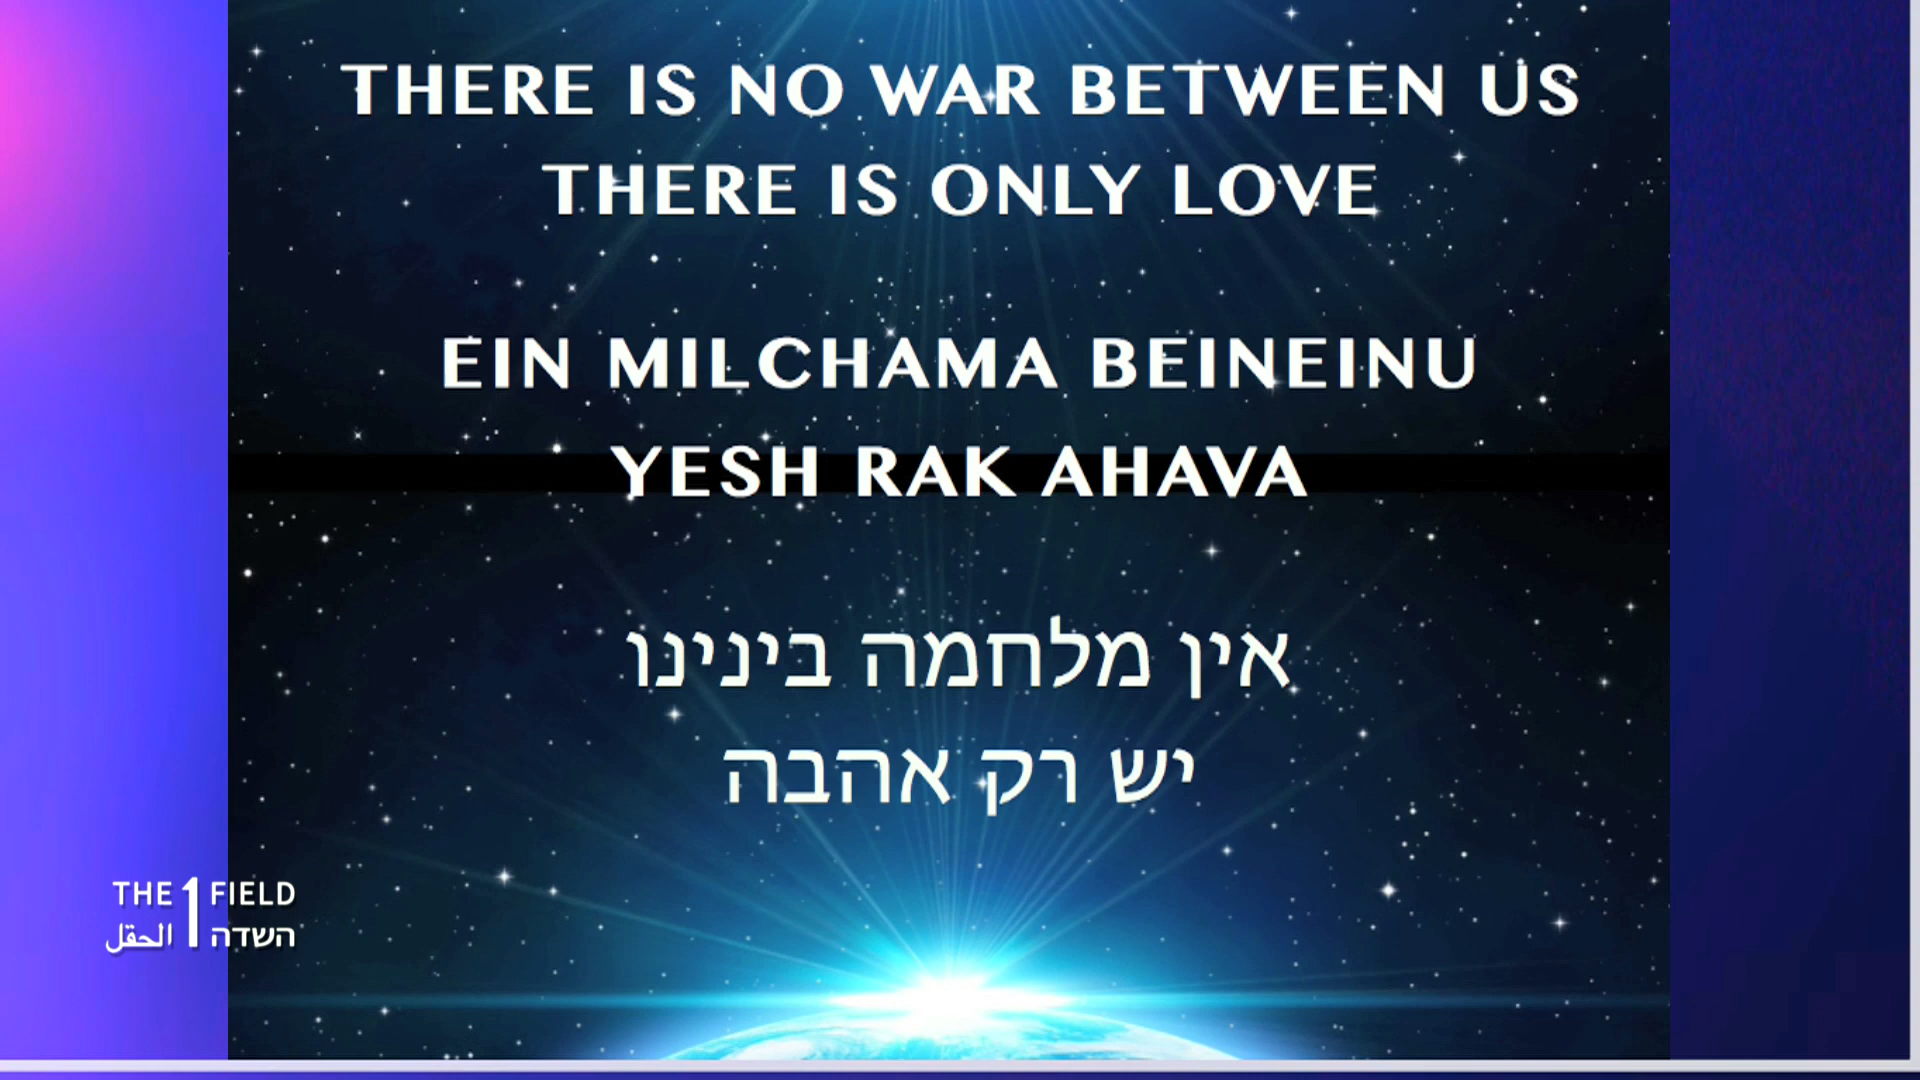 THERE IS NO WAR BETWEEN US
THERE IS ONLY LOVE
EIN MILCHAMA BEINEINU
YESH RAK AHAVA
אין מלחמה בינינו
יש רק אהבה
THE 1 FIELD
השדה الحقل